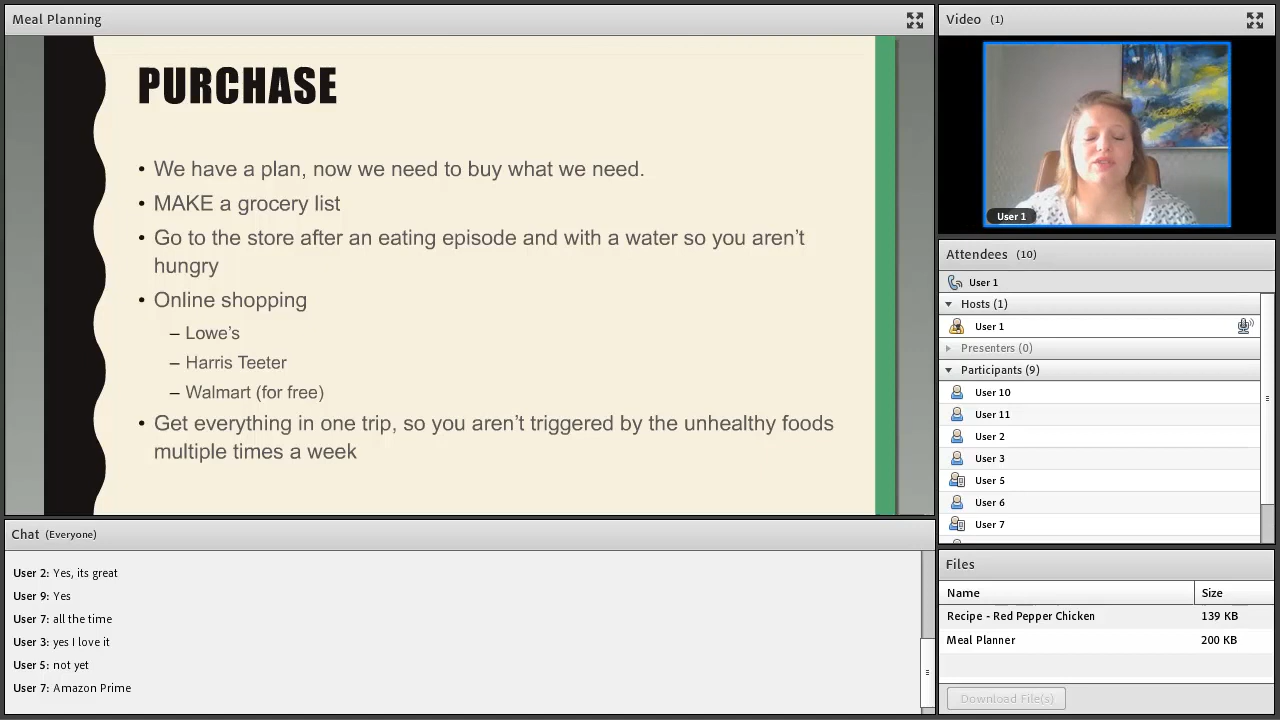 Meal Planning
PURCHASE
• We have a plan, now we need to buy what we need.
• MAKE a grocery list
• Go to the store after an eating episode and with a water so you aren’t
hungry
• Online shopping
– Lowe’s
– Harris Teeter
– Walmart (for free)
• Get everything in one trip, so you aren’t triggered by the unhealthy foods
multiple times a week
Chat (Everyone)
User 2: Yes, its great
User 9: Yes
User 7: all the time
User 3: yes I love it
User 5: not yet
User 7: Amazon Prime
Video (1)
User 1
Attendees (10)
User 1
Hosts (1)
User 1
Presenters (0)
Participants (9)
User 10
User 11
User 2
User 3
User 5
User 6
User 7
Files
Name Size
Recipe - Red Pepper Chicken 139 KB
Meal Planner 200 KB
Download File(s)